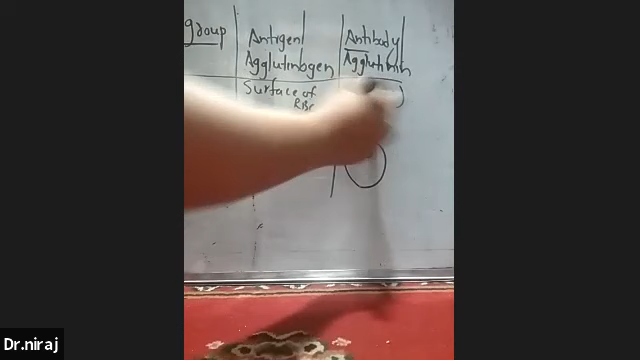 group
Antigen/
Agglutinogen
Antibody/
Agglutinin
Surface of
RBC
Dr.niraj